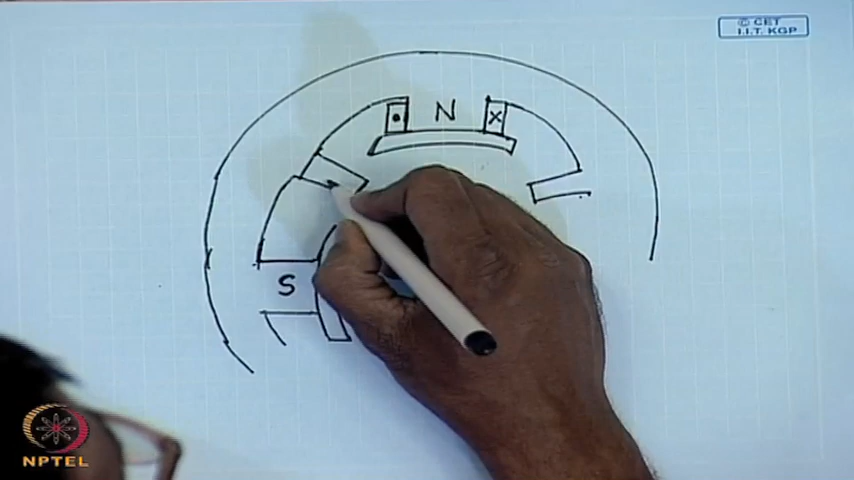 © CET
I.I.T. KGP
N
X
S
NPTEL